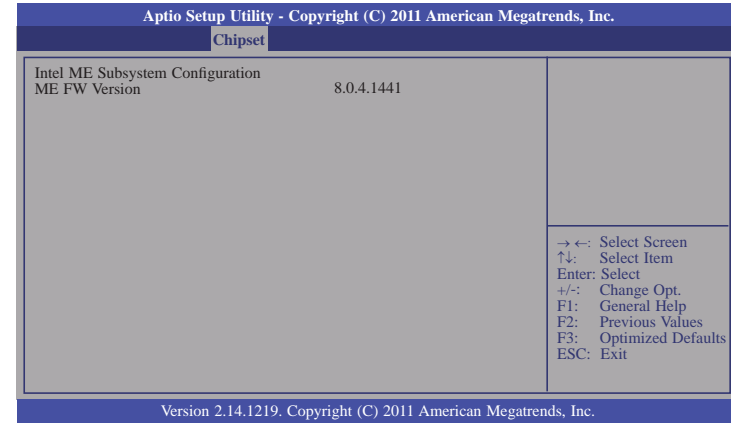 Aptio Setup Utility - Copyright (C) 2011 American Megatrends, Inc.
Chipset
Intel ME Subsystem Configuration
ME FW Version 8.0.4.1441
→ ←: Select Screen
↑↓: Select Item
Enter: Select
+/-: Change Opt.
F1: General Help
F2: Previous Values
F3: Optimized Defaults
ESC: Exit
Version 2.14.1219. Copyright (C) 2011 American Megatrends, Inc.